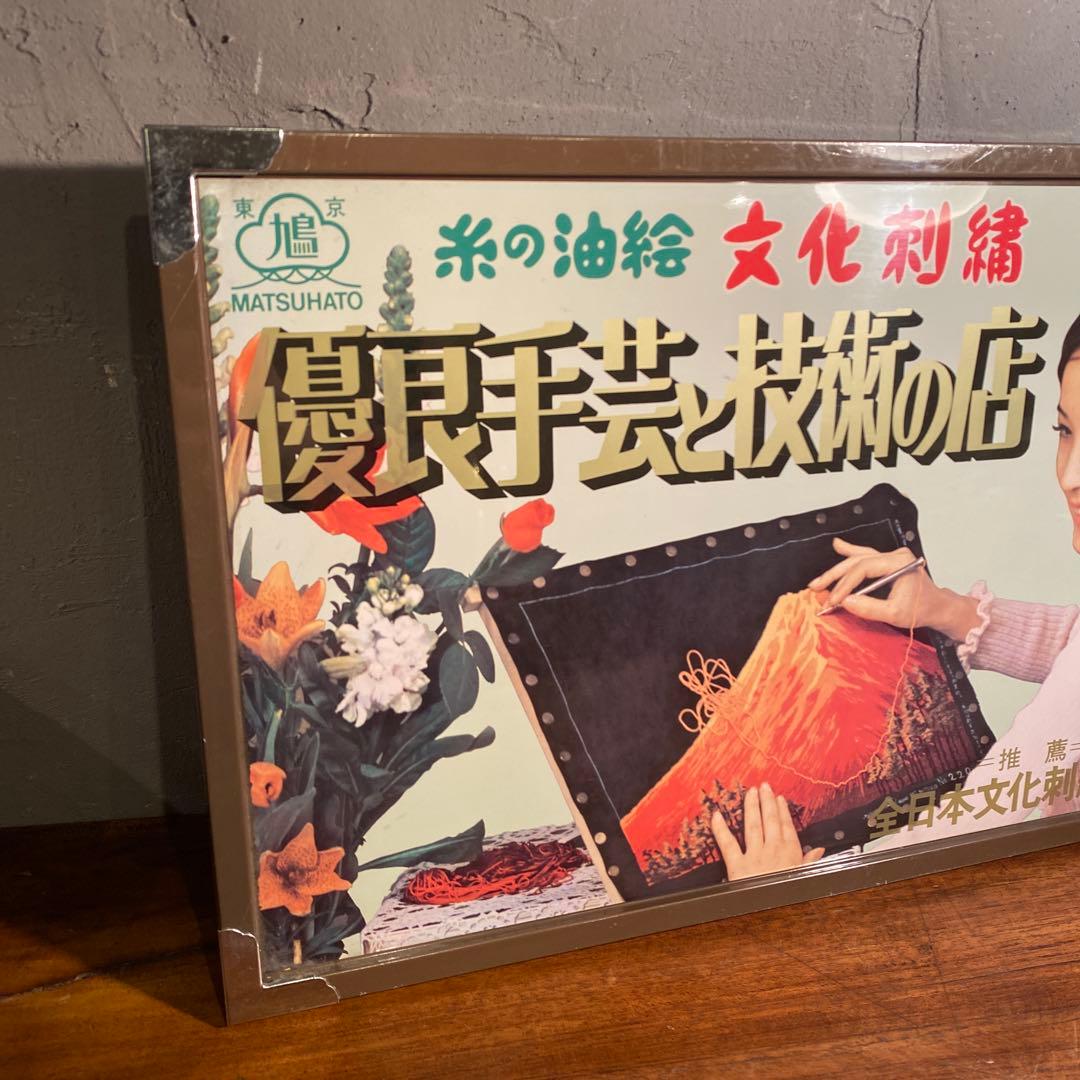 東京
鳩
MATSUHATO
糸の油絵 文化刺繍
優良手芸と技術の店
=推薦=
全日本文化刺